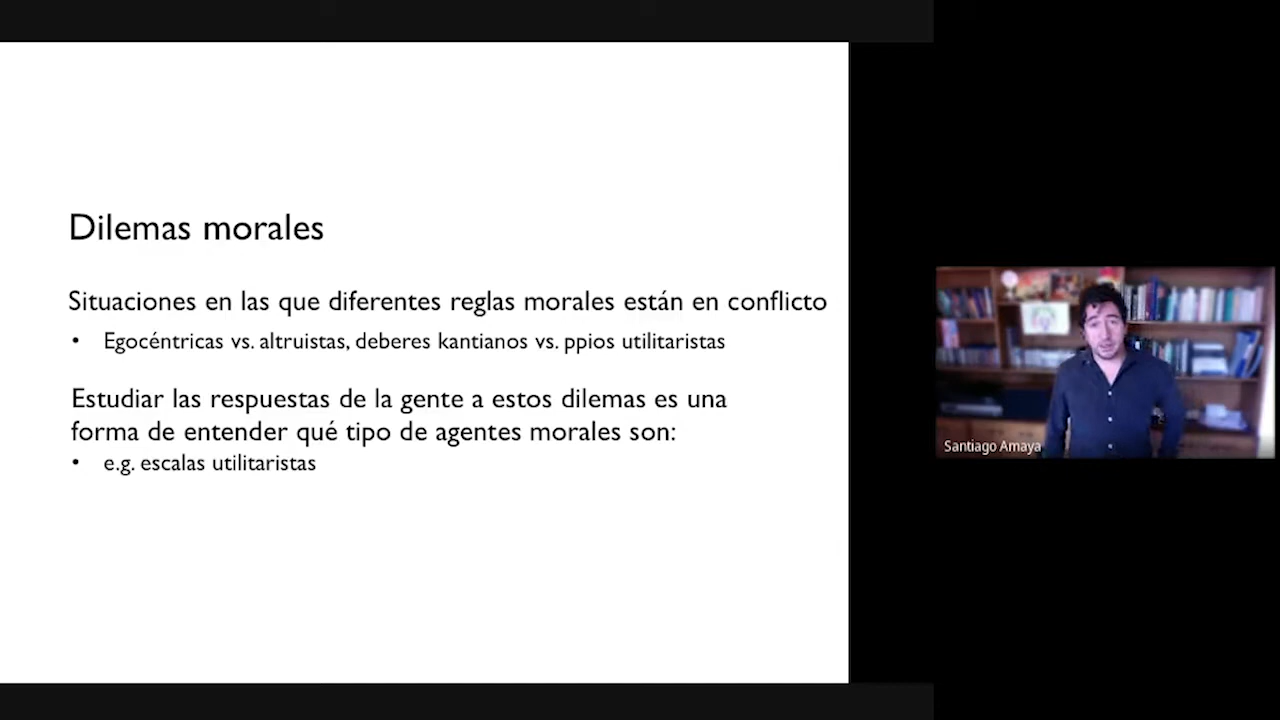 Dilemas morales
Situaciones en las que diferentes reglas morales están en conflicto
• Egocéntricas vs. altruistas, deberes kantianos vs. ppios utilitaristas
Estudiar las respuestas de la gente a estos dilemas es una
forma de entender qué tipo de agentes morales son:
• e.g. escalas utilitaristas
Santiago Amaya